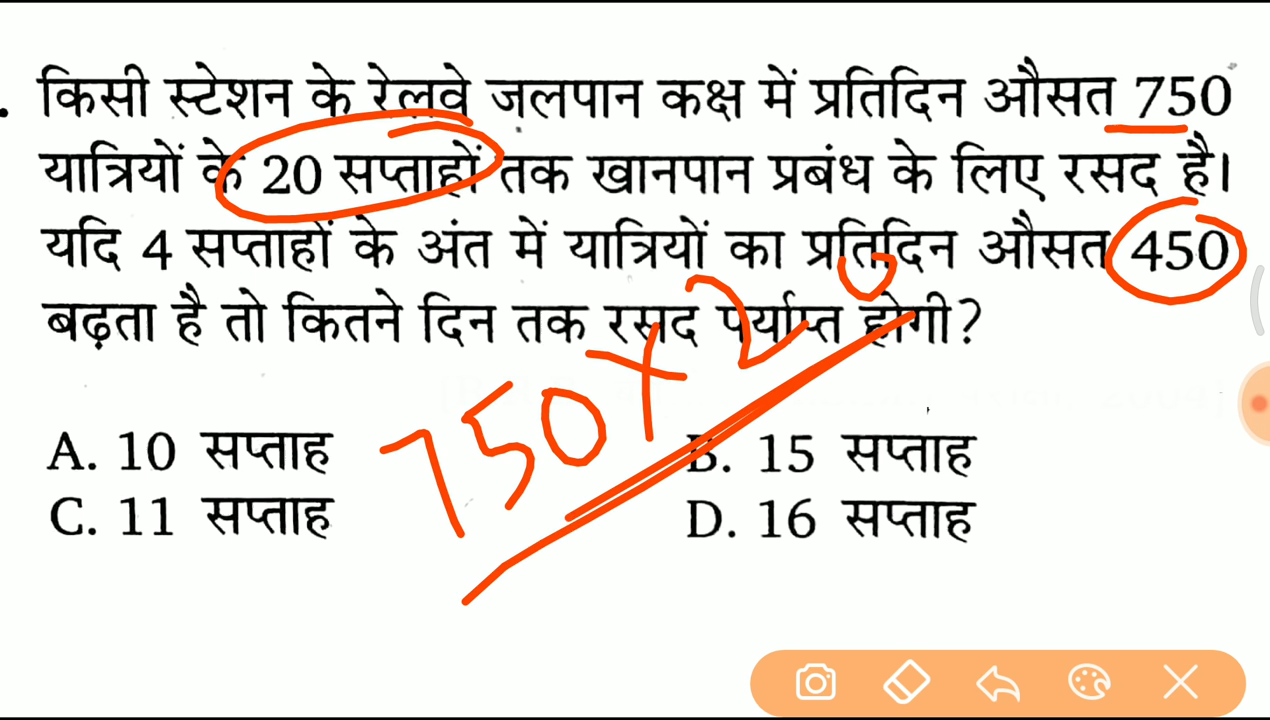 . किसी स्टेशन के रेलवे जलपान कक्ष में प्रतिदिन औसत 750
यात्रियों के 20 सप्ताहों तक खानपान प्रबंध के लिए रसद है।
यदि 4 सप्ताहों के अंत में यात्रियों का प्रतिदिन औसत 450
बढ़ता है तो कितने दिन तक रसद पर्याप्त होगी?
750 × 20
A. 10 सप्ताह B. 15 सप्ताह
C. 11 सप्ताह D. 16 सप्ताह